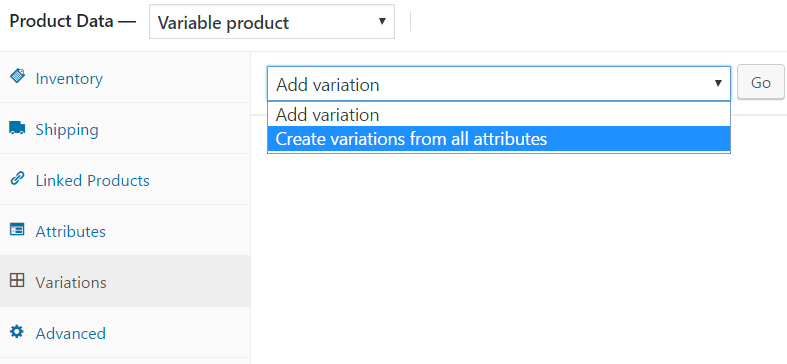 Product Data — Variable product
Inventory
Shipping
Linked Products
Attributes
Variations
Advanced
Add variation Go
Add variation
Create variations from all attributes